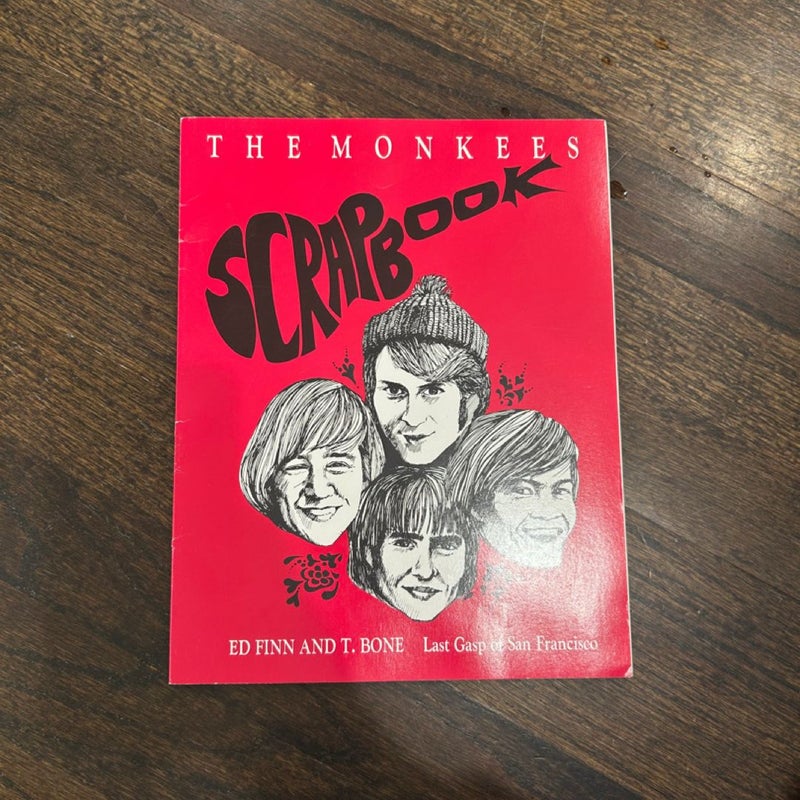 THE MONKEES
SCRAPBOOK
ED FINN AND T. BONE Last Gasp of San Francisco